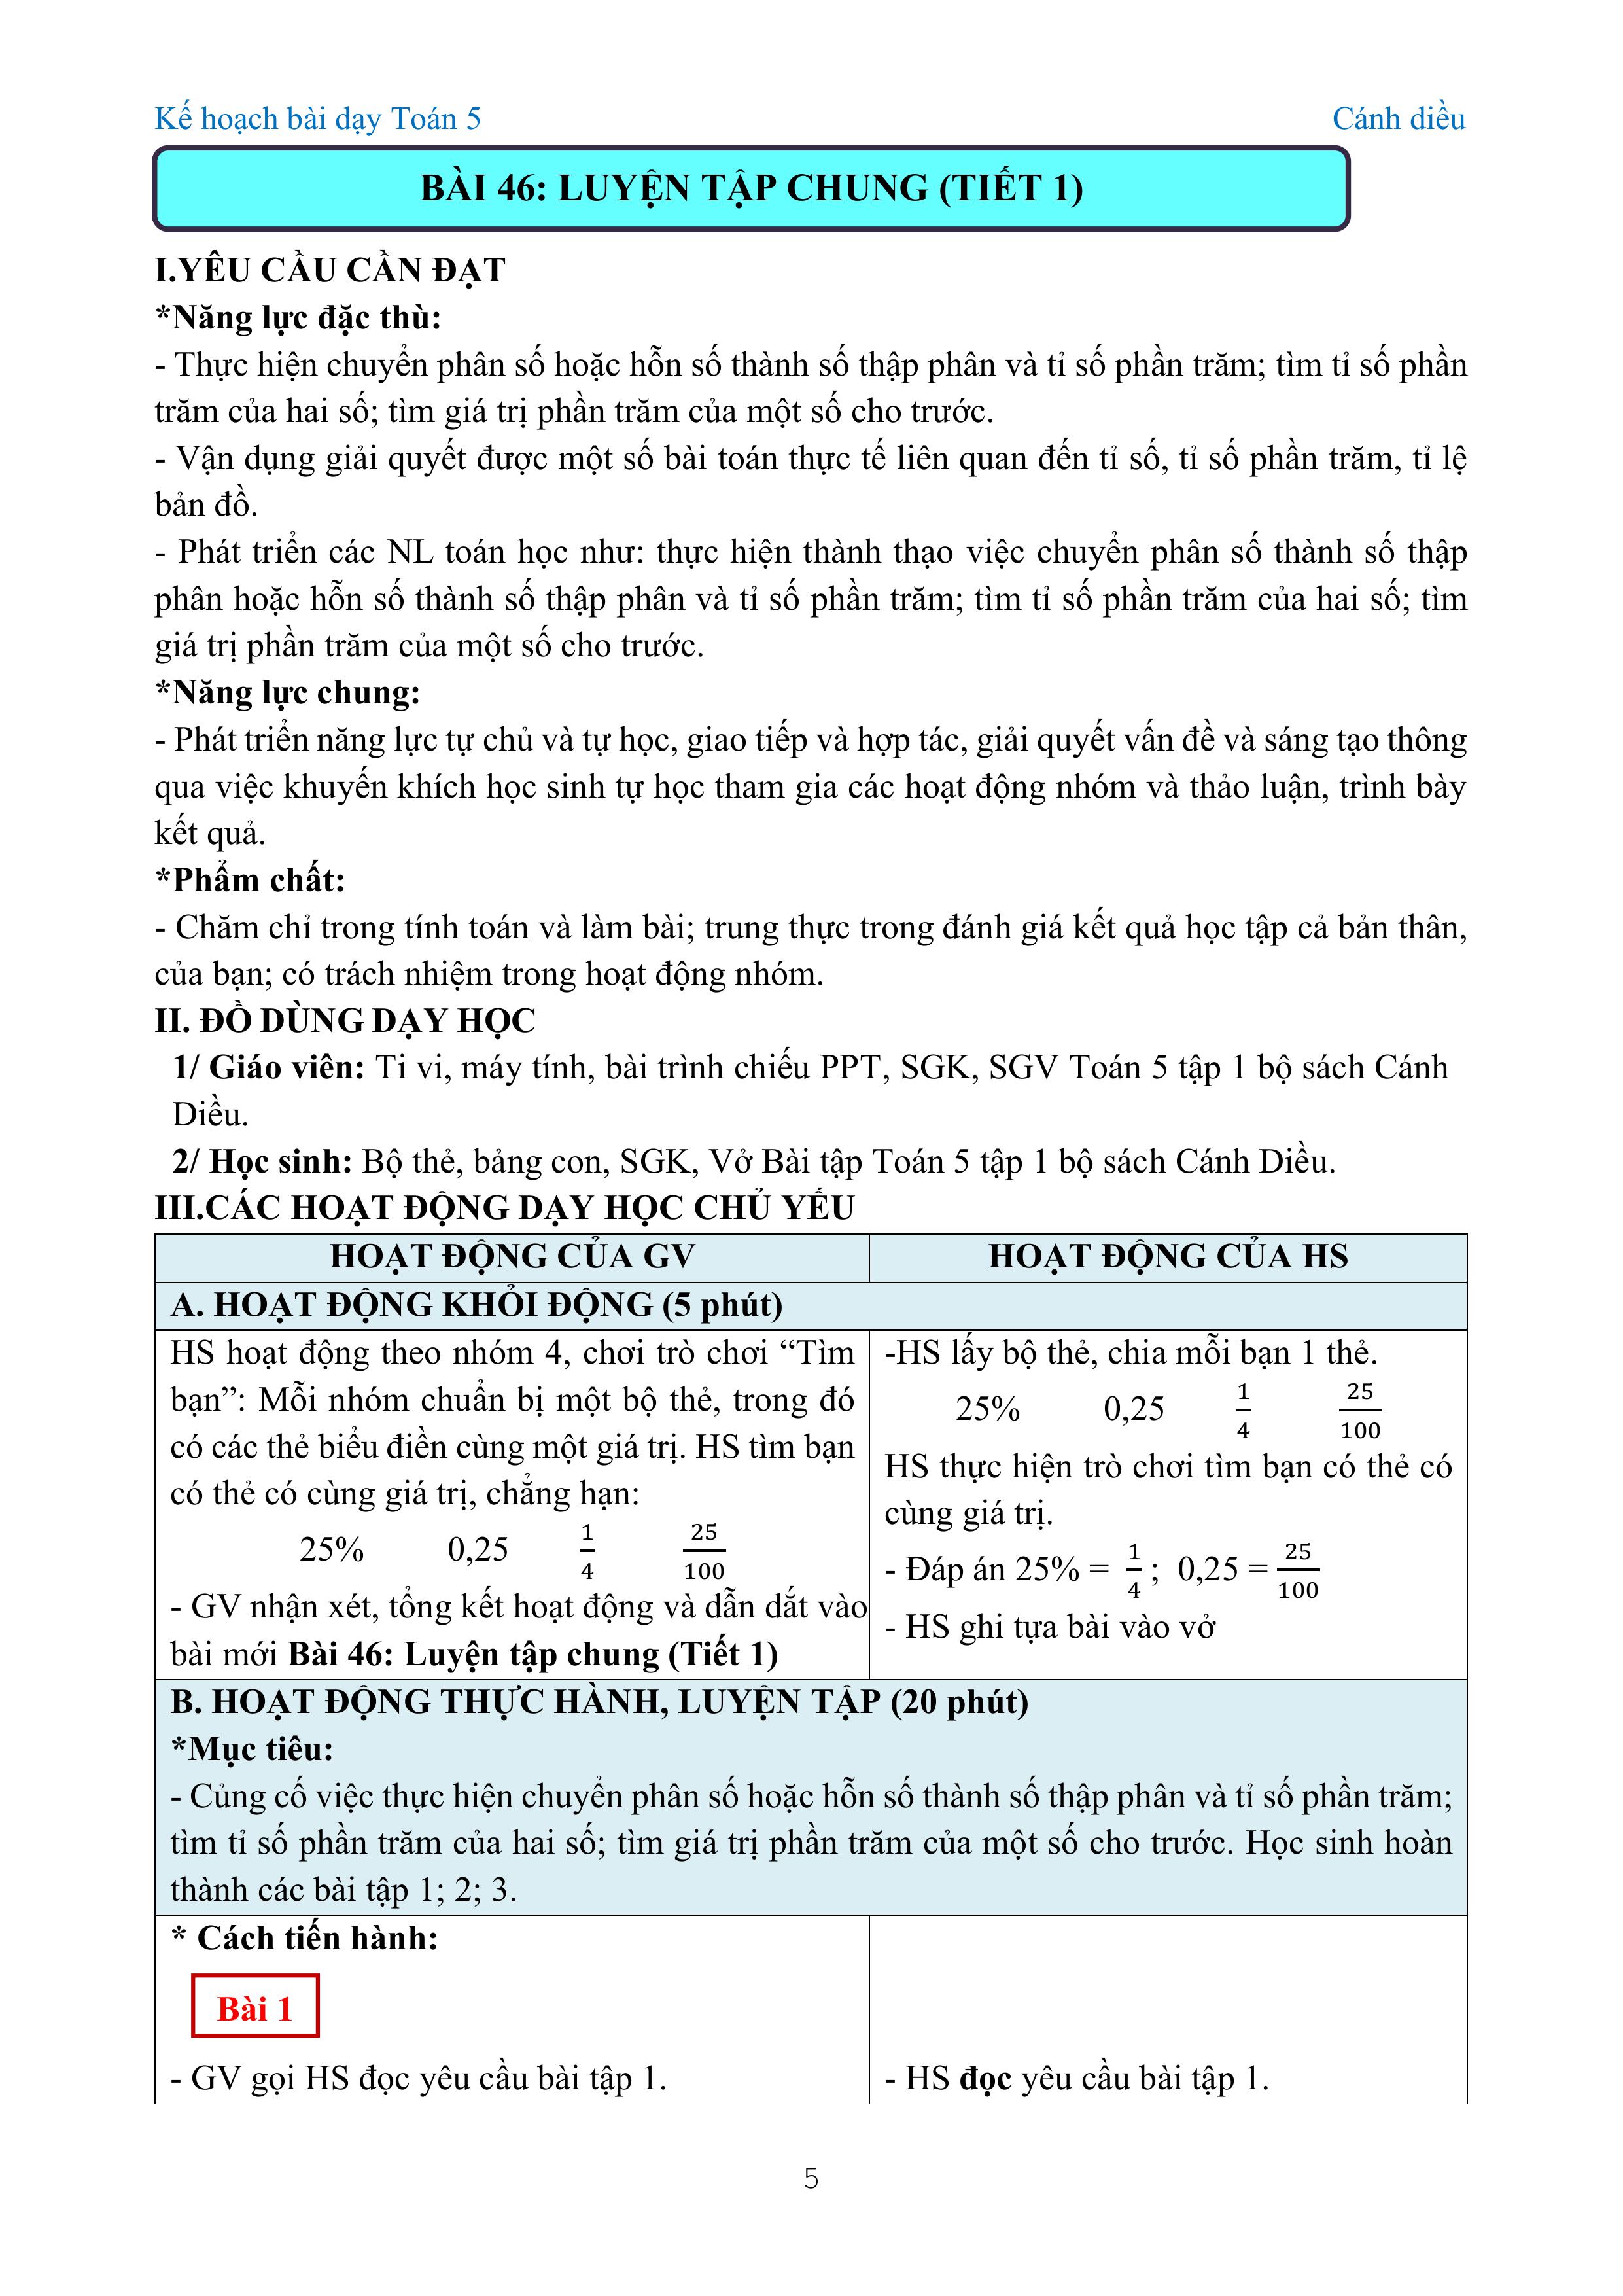 Kế hoạch bài dạy Toán 5 Cánh diều
BÀI 46: LUYỆN TẬP CHUNG (TIẾT 1)
I.YÊU CẦU CẦN ĐẠT
*Năng lực đặc thù:
- Thực hiện chuyển phân số hoặc hỗn số thành số thập phân và tỉ số phần trăm; tìm tỉ số phần
trăm của hai số; tìm giá trị phần trăm của một số cho trước.
- Vận dụng giải quyết được một số bài toán thực tế liên quan đến tỉ số, tỉ số phần trăm, tỉ lệ
bản đồ.
- Phát triển các NL toán học như: thực hiện thành thạo việc chuyển phân số thành số thập
phân hoặc hỗn số thành số thập phân và tỉ số phần trăm; tìm tỉ số phần trăm của hai số; tìm
giá trị phần trăm của một số cho trước.
*Năng lực chung:
- Phát triển năng lực tự chủ và tự học, giao tiếp và hợp tác, giải quyết vấn đề và sáng tạo thông
qua việc khuyến khích học sinh tự học tham gia các hoạt động nhóm và thảo luận, trình bày
kết quả.
*Phẩm chất:
- Chăm chỉ trong tính toán và làm bài; trung thực trong đánh giá kết quả học tập cả bản thân,
của bạn; có trách nhiệm trong hoạt động nhóm.
II. ĐỒ DÙNG DẠY HỌC
1/ Giáo viên: Ti vi, máy tính, bài trình chiếu PPT, SGK, SGV Toán 5 tập 1 bộ sách Cánh
Diều.
2/ Học sinh: Bộ thẻ, bảng con, SGK, Vở Bài tập Toán 5 tập 1 bộ sách Cánh Diều.
III.CÁC HOẠT ĐỘNG DẠY HỌC CHỦ YẾU
HOẠT ĐỘNG CỦA GV HOẠT ĐỘNG CỦA HS
A. HOẠT ĐỘNG KHỞI ĐỘNG (5 phút)
HS hoạt động theo nhóm 4, chơi trò chơi “Tìm
bạn”: Mỗi nhóm chuẩn bị một bộ thẻ, trong đó
có các thẻ biểu điền cùng một giá trị. HS tìm bạn
có thẻ có cùng giá trị, chẳng hạn:
25% 0,25 1/4 25/100
- GV nhận xét, tổng kết hoạt động và dẫn dắt vào
bài mới Bài 46: Luyện tập chung (Tiết 1)
-HS lấy bộ thẻ, chia mỗi bạn 1 thẻ.
25% 0,25 1/4 25/100
HS thực hiện trò chơi tìm bạn có thẻ có
cùng giá trị.
- Đáp án 25% = 1/4 ; 0,25 = 25/100
- HS ghi tựa bài vào vở
B. HOẠT ĐỘNG THỰC HÀNH, LUYỆN TẬP (20 phút)
*Mục tiêu:
- Củng cố việc thực hiện chuyển phân số hoặc hỗn số thành số thập phân và tỉ số phần trăm;
tìm tỉ số phần trăm của hai số; tìm giá trị phần trăm của một số cho trước. Học sinh hoàn
thành các bài tập 1; 2; 3.
* Cách tiến hành:
Bài 1
- GV gọi HS đọc yêu cầu bài tập 1.
- HS đọc yêu cầu bài tập 1.
5